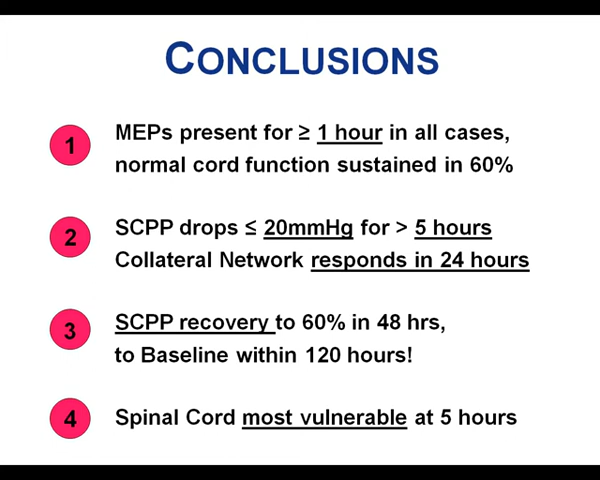 CONCLUSIONS
1
MEPs present for ≥ 1 hour in all cases,
normal cord function sustained in 60%
2
SCPP drops ≤ 20mmHg for > 5 hours
Collateral Network responds in 24 hours
3
SCPP recovery to 60% in 48 hrs,
to Baseline within 120 hours!
4
Spinal Cord most vulnerable at 5 hours